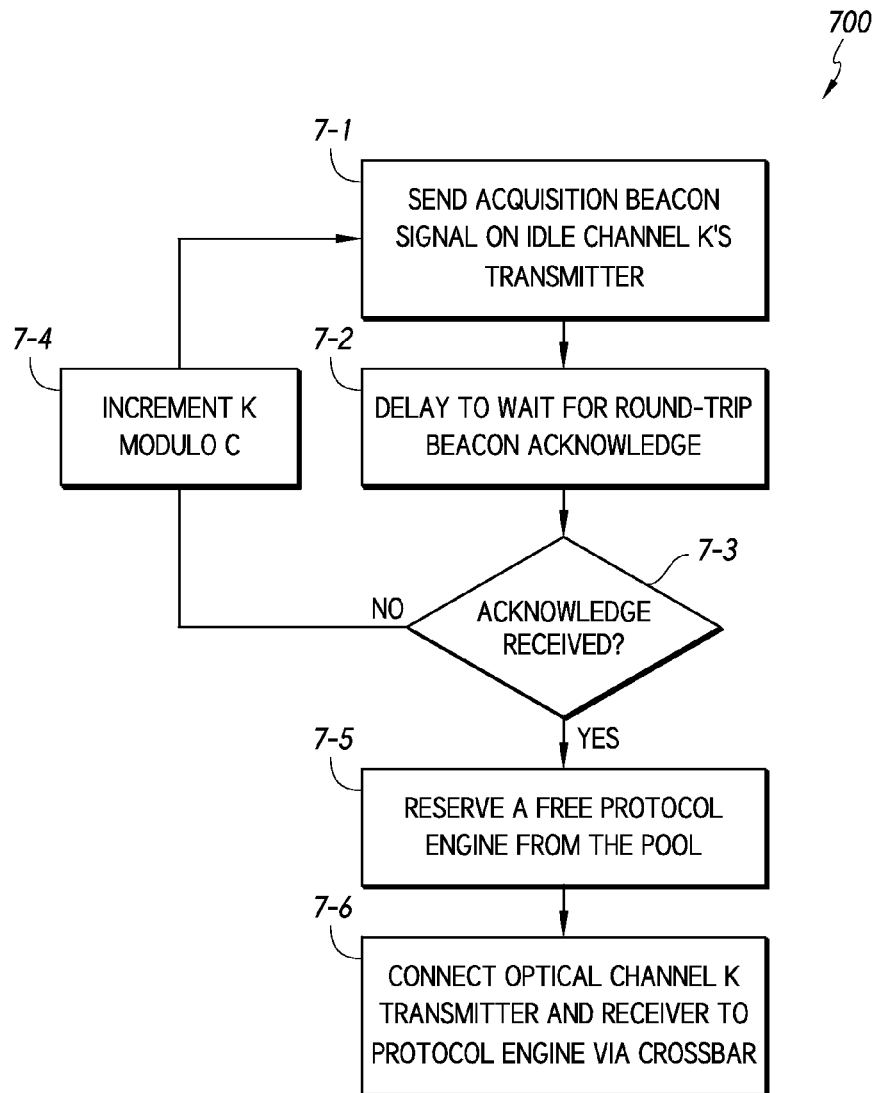 700
7-1
SEND ACQUISITION BEACON
SIGNAL ON IDLE CHANNEL K'S
TRANSMITTER
7-4
INCREMENT K
MODULO C
7-2
DELAY TO WAIT FOR ROUND-TRIP
BEACON ACKNOWLEDGE
7-3
ACKNOWLEDGE
RECEIVED?
NO
YES
7-5
RESERVE A FREE PROTOCOL
ENGINE FROM THE POOL
7-6
CONNECT OPTICAL CHANNEL K
TRANSMITTER AND RECEIVER TO
PROTOCOL ENGINE VIA CROSSBAR